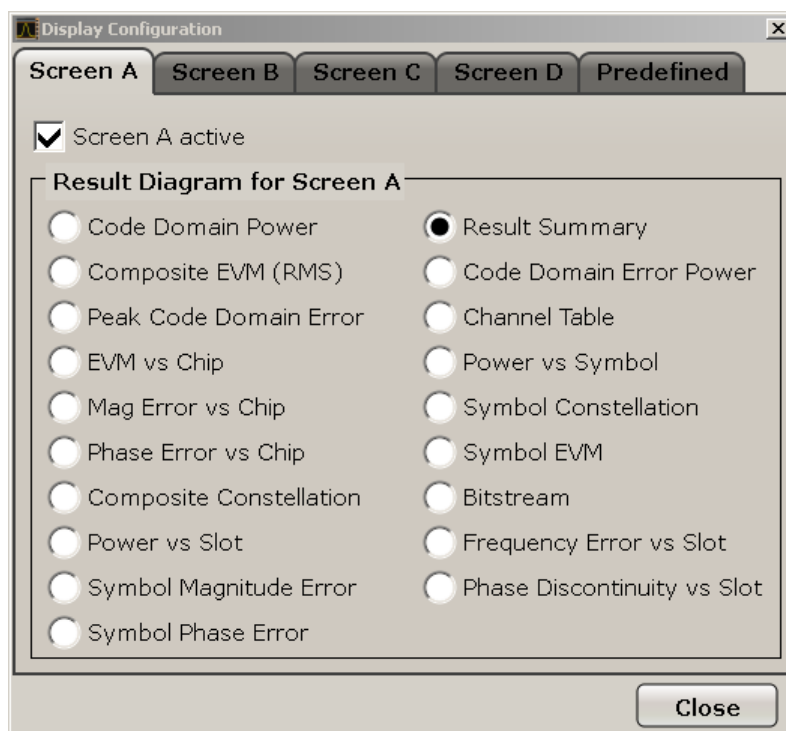 Display Configuration
Screen A Screen B Screen C Screen D Predefined
Screen A active
Result Diagram for Screen A
Code Domain Power
Result Summary
Composite EVM (RMS)
Code Domain Error Power
Peak Code Domain Error
Channel Table
EVM vs Chip
Power vs Symbol
Mag Error vs Chip
Symbol Constellation
Phase Error vs Chip
Symbol EVM
Composite Constellation
Bitstream
Power vs Slot
Frequency Error vs Slot
Symbol Magnitude Error
Phase Discontinuity vs Slot
Symbol Phase Error
Close